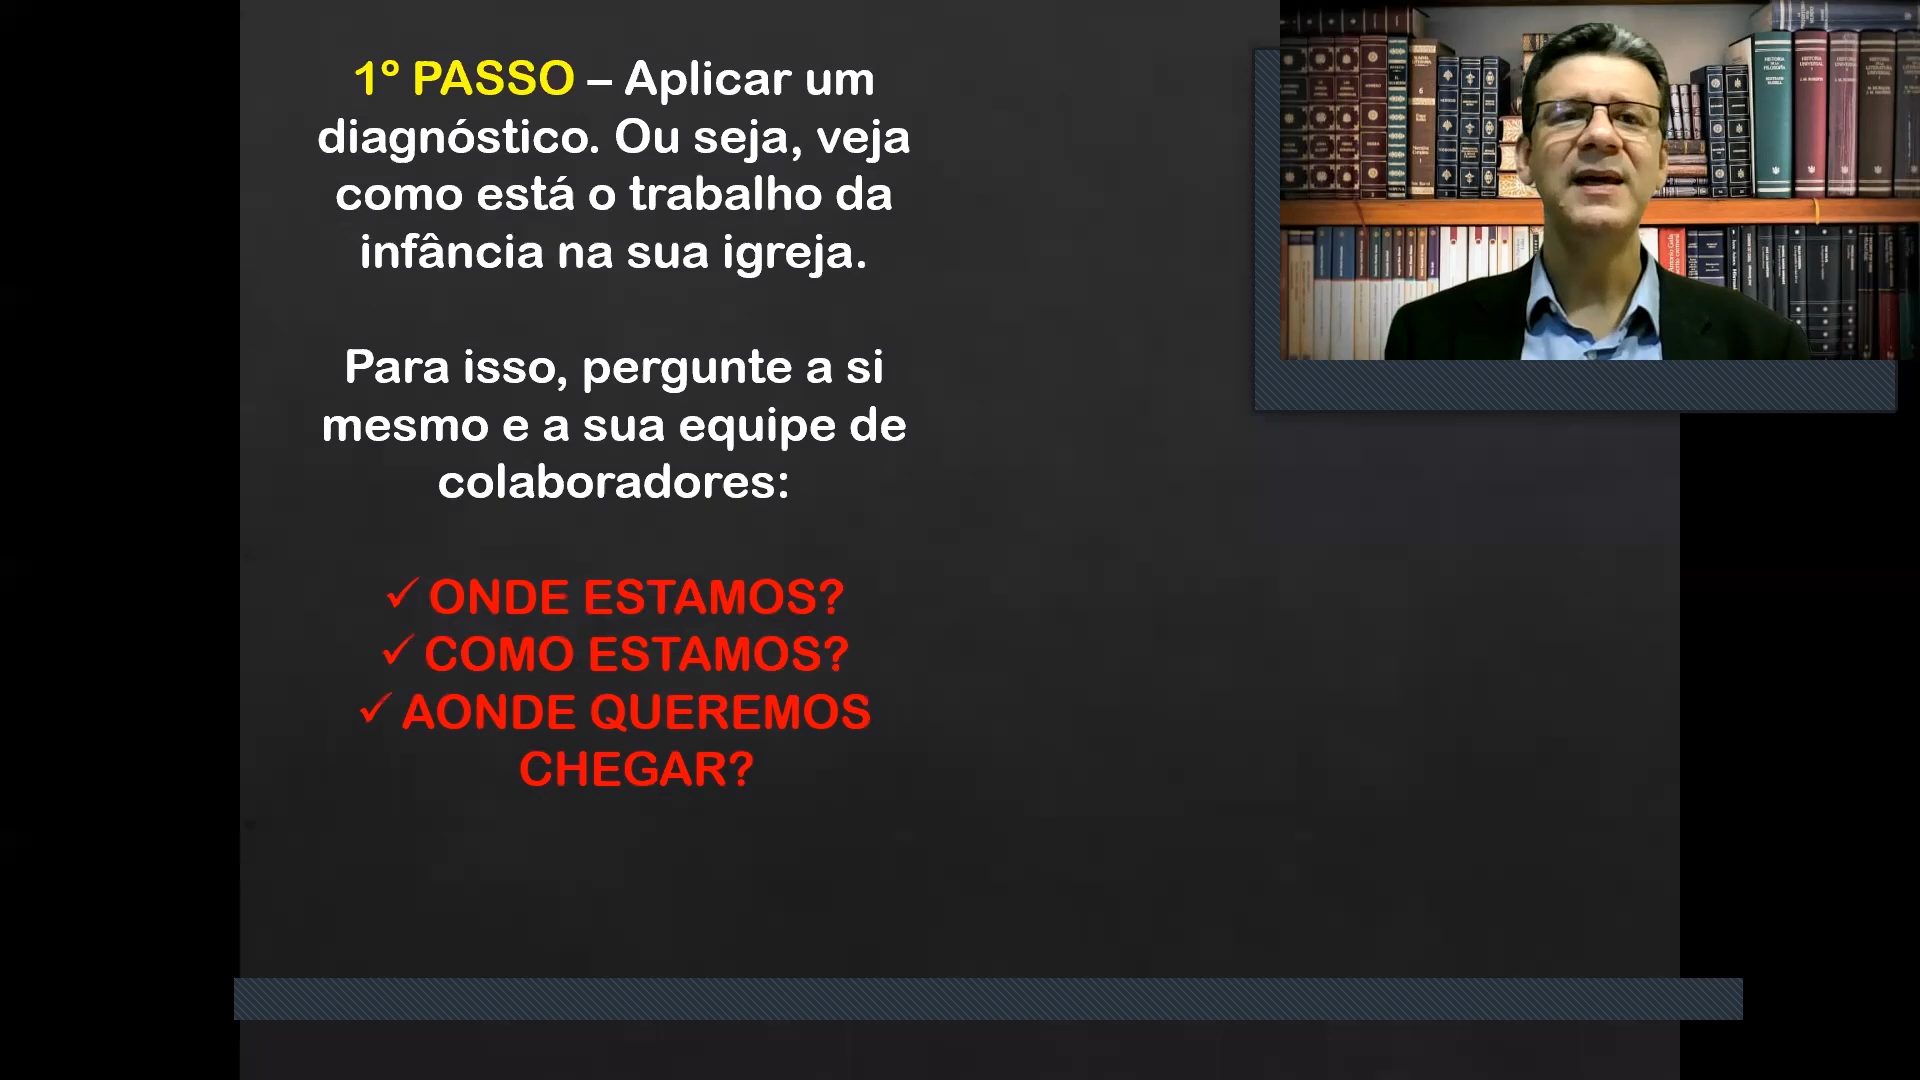 1º PASSO – Aplicar um
diagnóstico. Ou seja, veja
como está o trabalho da
infância na sua igreja.
Para isso, pergunte a si
mesmo e a sua equipe de
colaboradores:
✓ ONDE ESTAMOS?
✓ COMO ESTAMOS?
✓ AONDE QUEREMOS
CHEGAR?